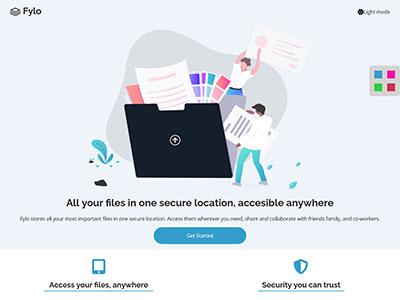 Fylo
Light mode
All your files in one secure location, accesible anywhere
Fylo stores all your most important files in one secure location. Access them wherever you need, share and collaborate with friends family, and co-workers.
Get Started
Access your files, anywhere
Security you can trust